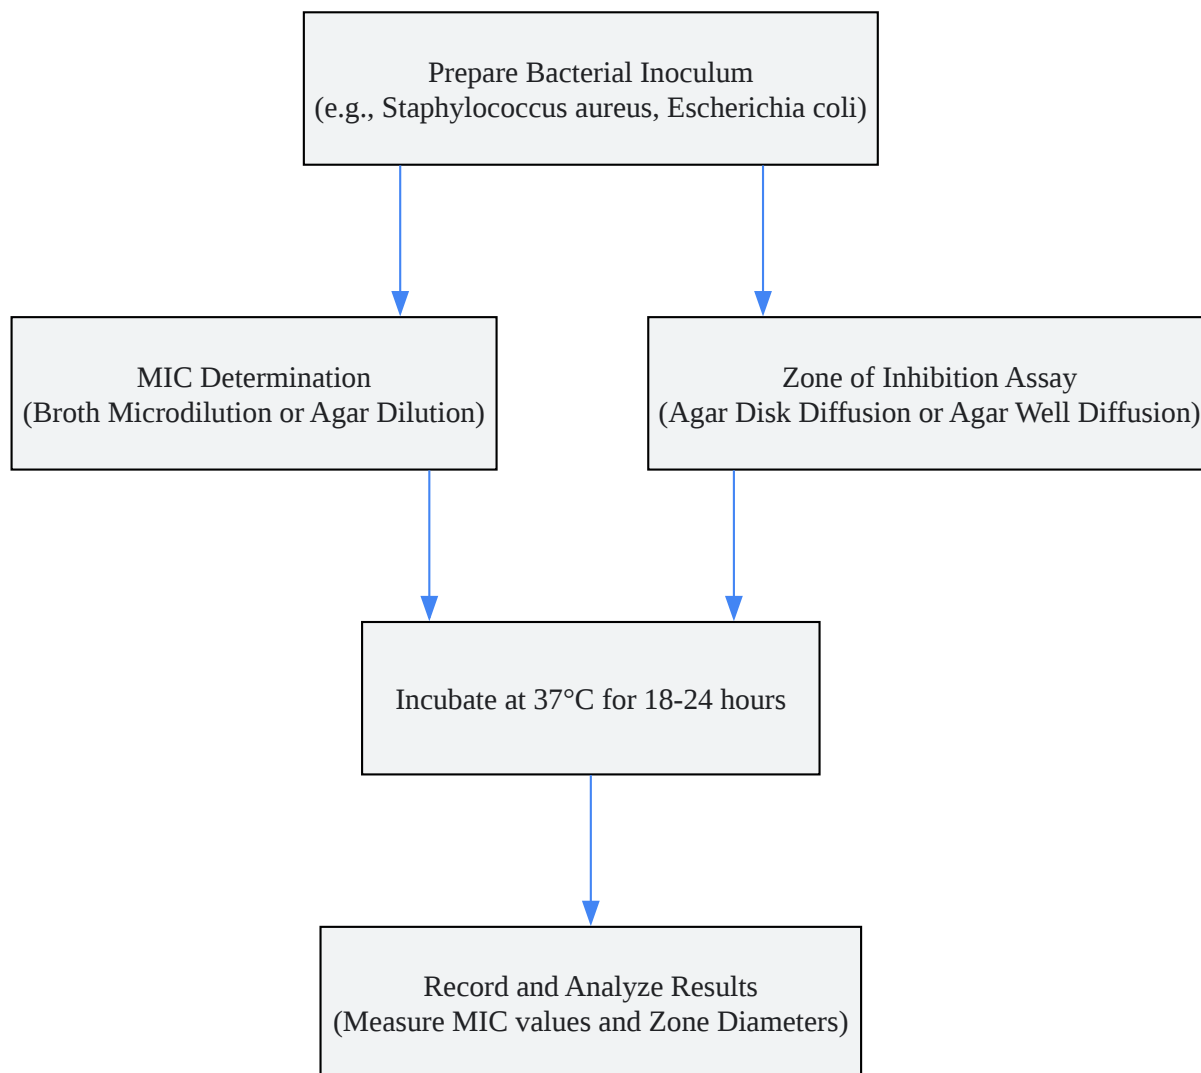 Prepare Bacterial Inoculum
(e.g., Staphylococcus aureus, Escherichia coli)
MIC Determination
(Broth Microdilution or Agar Dilution)
Zone of Inhibition Assay
(Agar Disk Diffusion or Agar Well Diffusion)
Incubate at 37°C for 18-24 hours
Record and Analyze Results
(Measure MIC values and Zone Diameters)